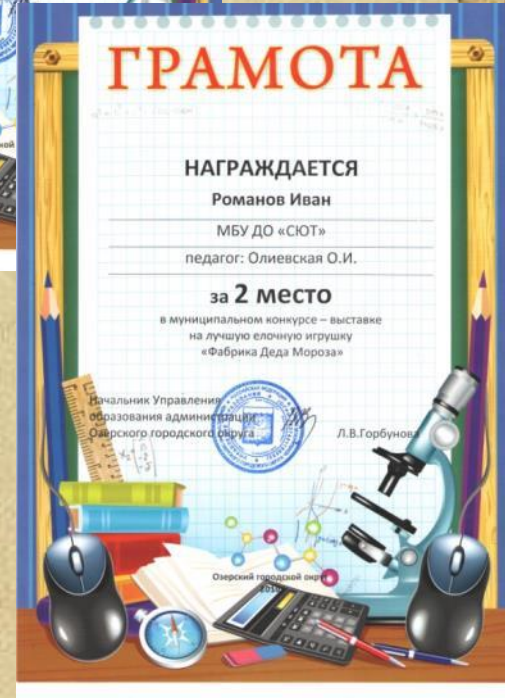 ГРАМОТА
НАГРАЖДАЕТСЯ
Романов Иван
МБУ ДО «СЮТ»
педагог: Олиевская О.И.
за 2 место
в муниципальном конкурсе – выставке
на лучшую елочную игрушку
«Фабрика Деда Мороза»
Начальник Управления
образования администрации
Озерского городского округа Л.В.Горбунова
Озерский городской округ